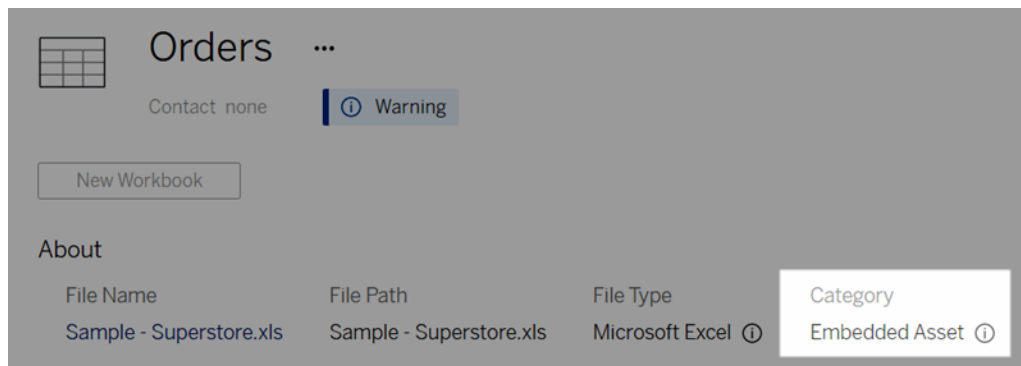 Orders ...
Contact none Warning
New Workbook
About
File Name File Path File Type Category
Sample - Superstore.xls Sample - Superstore.xls Microsoft Excel Embedded Asset